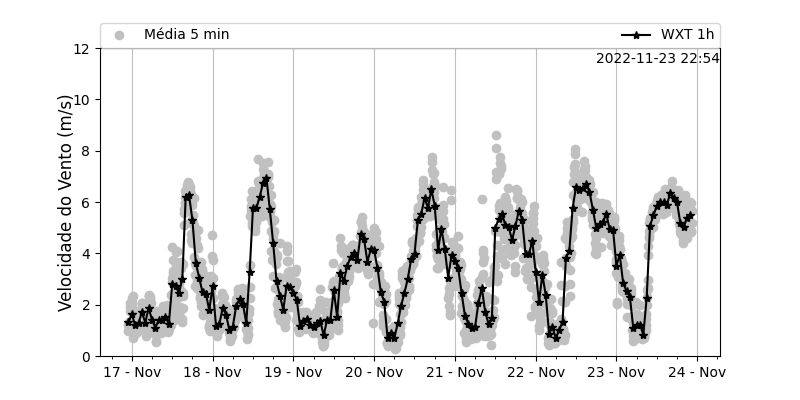 Média 5 min
WXT 1h
2022-11-23 22:54
Velocidade do Vento (m/s)
12
10
8
6
4
2
0
17 - Nov
18 - Nov
19 - Nov
20 - Nov
21 - Nov
22 - Nov
23 - Nov
24 - Nov